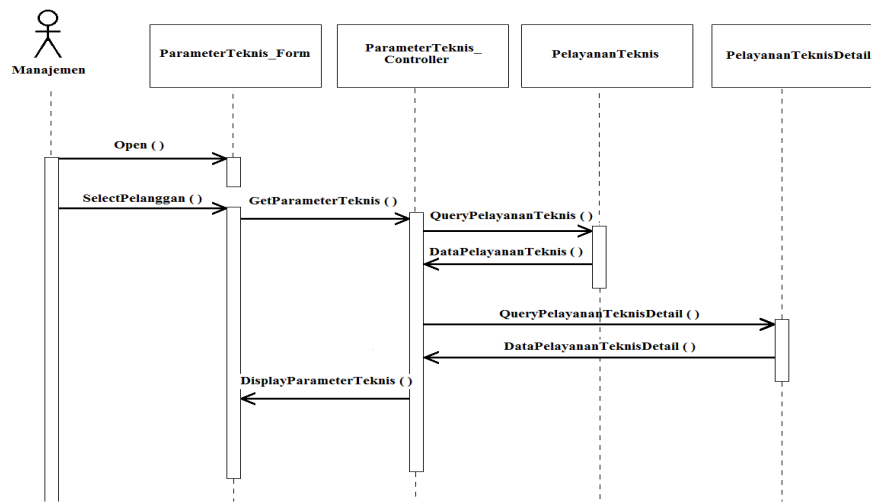 Manajemen
ParameterTeknis_Form
ParameterTeknis_
Controller
PelayananTeknis
PelayananTeknisDetail
Open ( )
SelectPelanggan ( )
GetParameterTeknis ( )
QueryPelayananTeknis ( )
DataPelayananTeknis ( )
QueryPelayananTeknisDetail ( )
DataPelayananTeknisDetail ( )
DisplayParameterTeknis ( )